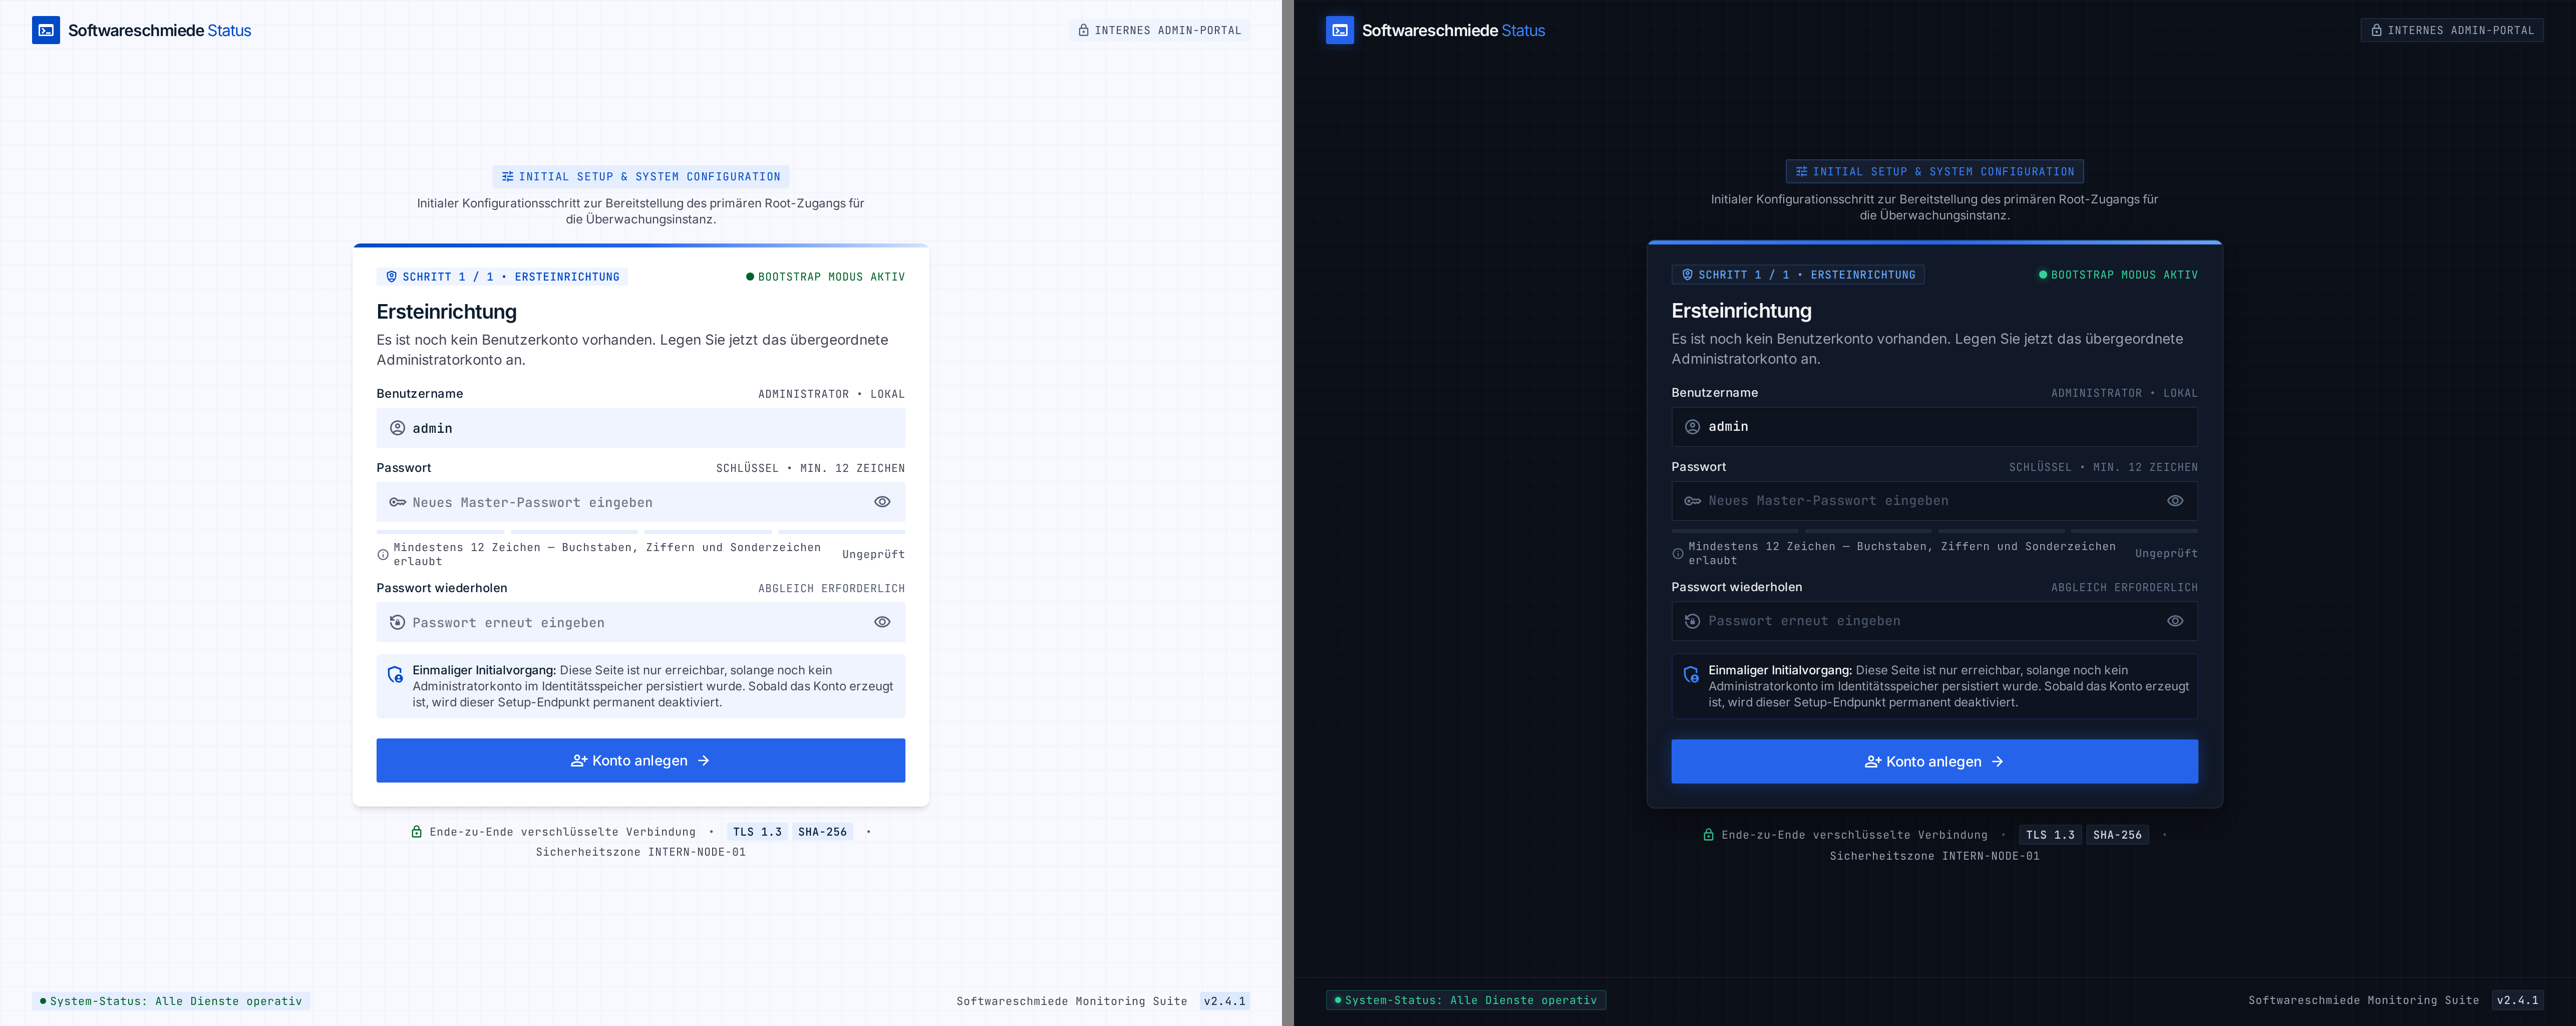 Softwareschmiede Status
INTERNES ADMIN-PORTAL
INITIAL SETUP & SYSTEM CONFIGURATION
Initialer Konfigurationsschritt zur Bereitstellung des primären Root-Zugangs für
die Überwachungsinstanz.
SCHRITT 1 / 1 • ERSTEINRICHTUNG
BOOTSTRAP MODUS AKTIV
Ersteinrichtung
Es ist noch kein Benutzerkonto vorhanden. Legen Sie jetzt das übergeordnete
Administratorkonto an.
Benutzername
ADMINISTRATOR • LOKAL
admin
Passwort
SCHLÜSSEL • MIN. 12 ZEICHEN
Neues Master-Passwort eingeben
Mindestens 12 Zeichen — Buchstaben, Ziffern und Sonderzeichen
erlaubt
Ungeprüft
Passwort wiederholen
ABGLEICH ERFORDERLICH
Passwort erneut eingeben
Einmaliger Initialvorgang: Diese Seite ist nur erreichbar, solange noch kein
Administratorkonto im Identitätsspeicher persistiert wurde. Sobald das Konto erzeugt
ist, wird dieser Setup-Endpunkt permanent deaktiviert.
Konto anlegen →
Ende-zu-Ende verschlüsselte Verbindung • TLS 1.3 SHA-256 •
Sicherheitszone INTERN-NODE-01
System-Status: Alle Dienste operativ
Softwareschmiede Monitoring Suite v2.4.1
Softwareschmiede Status
INTERNES ADMIN-PORTAL
INITIAL SETUP & SYSTEM CONFIGURATION
Initialer Konfigurationsschritt zur Bereitstellung des primären Root-Zugangs für
die Überwachungsinstanz.
SCHRITT 1 / 1 • ERSTEINRICHTUNG
BOOTSTRAP MODUS AKTIV
Ersteinrichtung
Es ist noch kein Benutzerkonto vorhanden. Legen Sie jetzt das übergeordnete
Administratorkonto an.
Benutzername
ADMINISTRATOR • LOKAL
admin
Passwort
SCHLÜSSEL • MIN. 12 ZEICHEN
Neues Master-Passwort eingeben
Mindestens 12 Zeichen — Buchstaben, Ziffern und Sonderzeichen
erlaubt
Ungeprüft
Passwort wiederholen
ABGLEICH ERFORDERLICH
Passwort erneut eingeben
Einmaliger Initialvorgang: Diese Seite ist nur erreichbar, solange noch kein
Administratorkonto im Identitätsspeicher persistiert wurde. Sobald das Konto erzeugt
ist, wird dieser Setup-Endpunkt permanent deaktiviert.
Konto anlegen →
Ende-zu-Ende verschlüsselte Verbindung • TLS 1.3 SHA-256 •
Sicherheitszone INTERN-NODE-01
System-Status: Alle Dienste operativ
Softwareschmiede Monitoring Suite v2.4.1